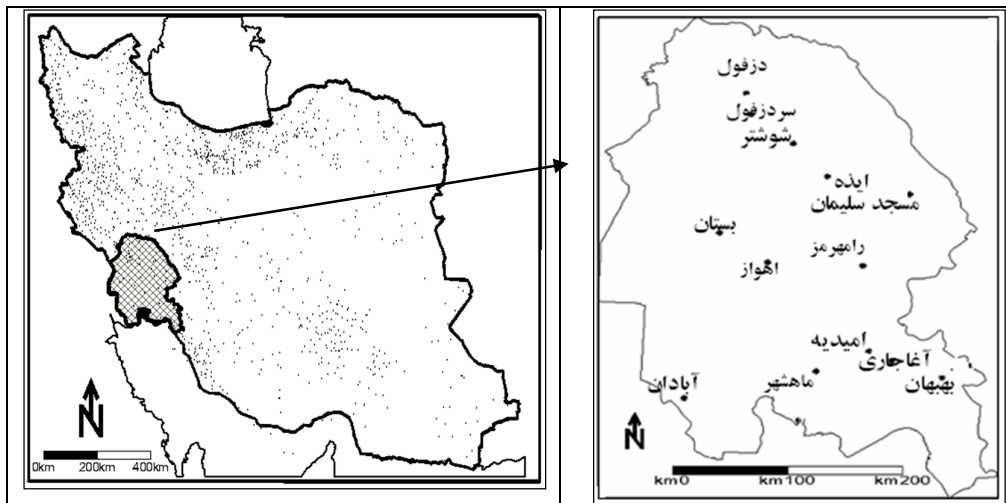 N
0km 200km 400km
دزفول
سردزفول
شوشتر
ایذه
مسجد سلیمان
بستان
رامهرمز
اهواز
امیدیه
آغاجاری
بهبهان
ماهشهر
آبادان
N
km0 km100 km200